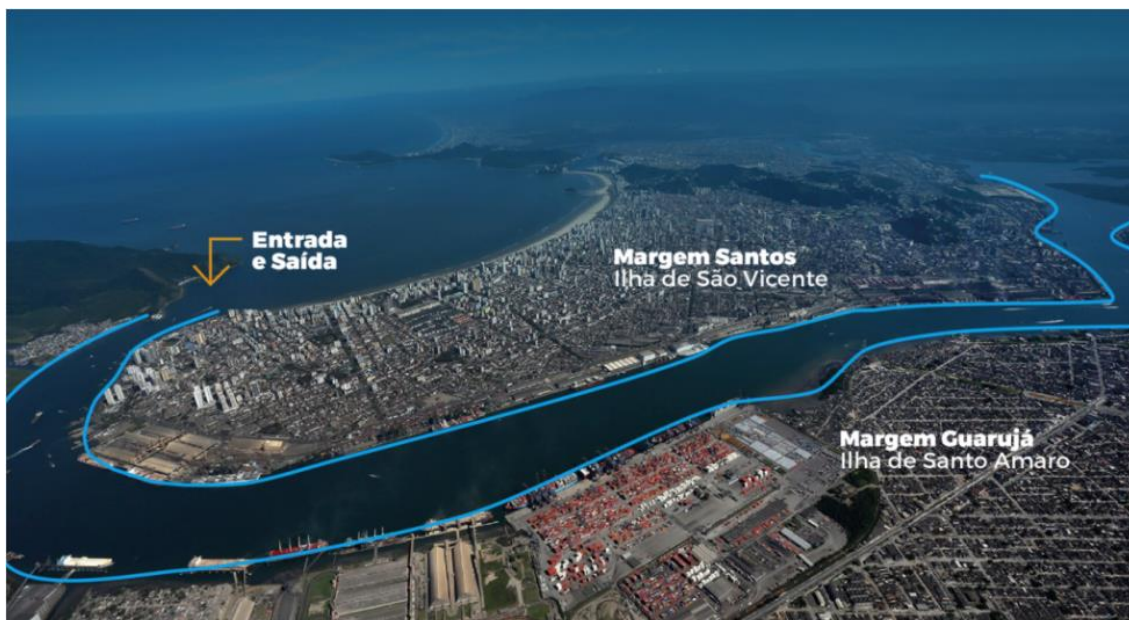 Entrada
e Saída
Margem Santos
Ilha de São Vicente
Margem Guarujá
Ilha de Santo Amaro